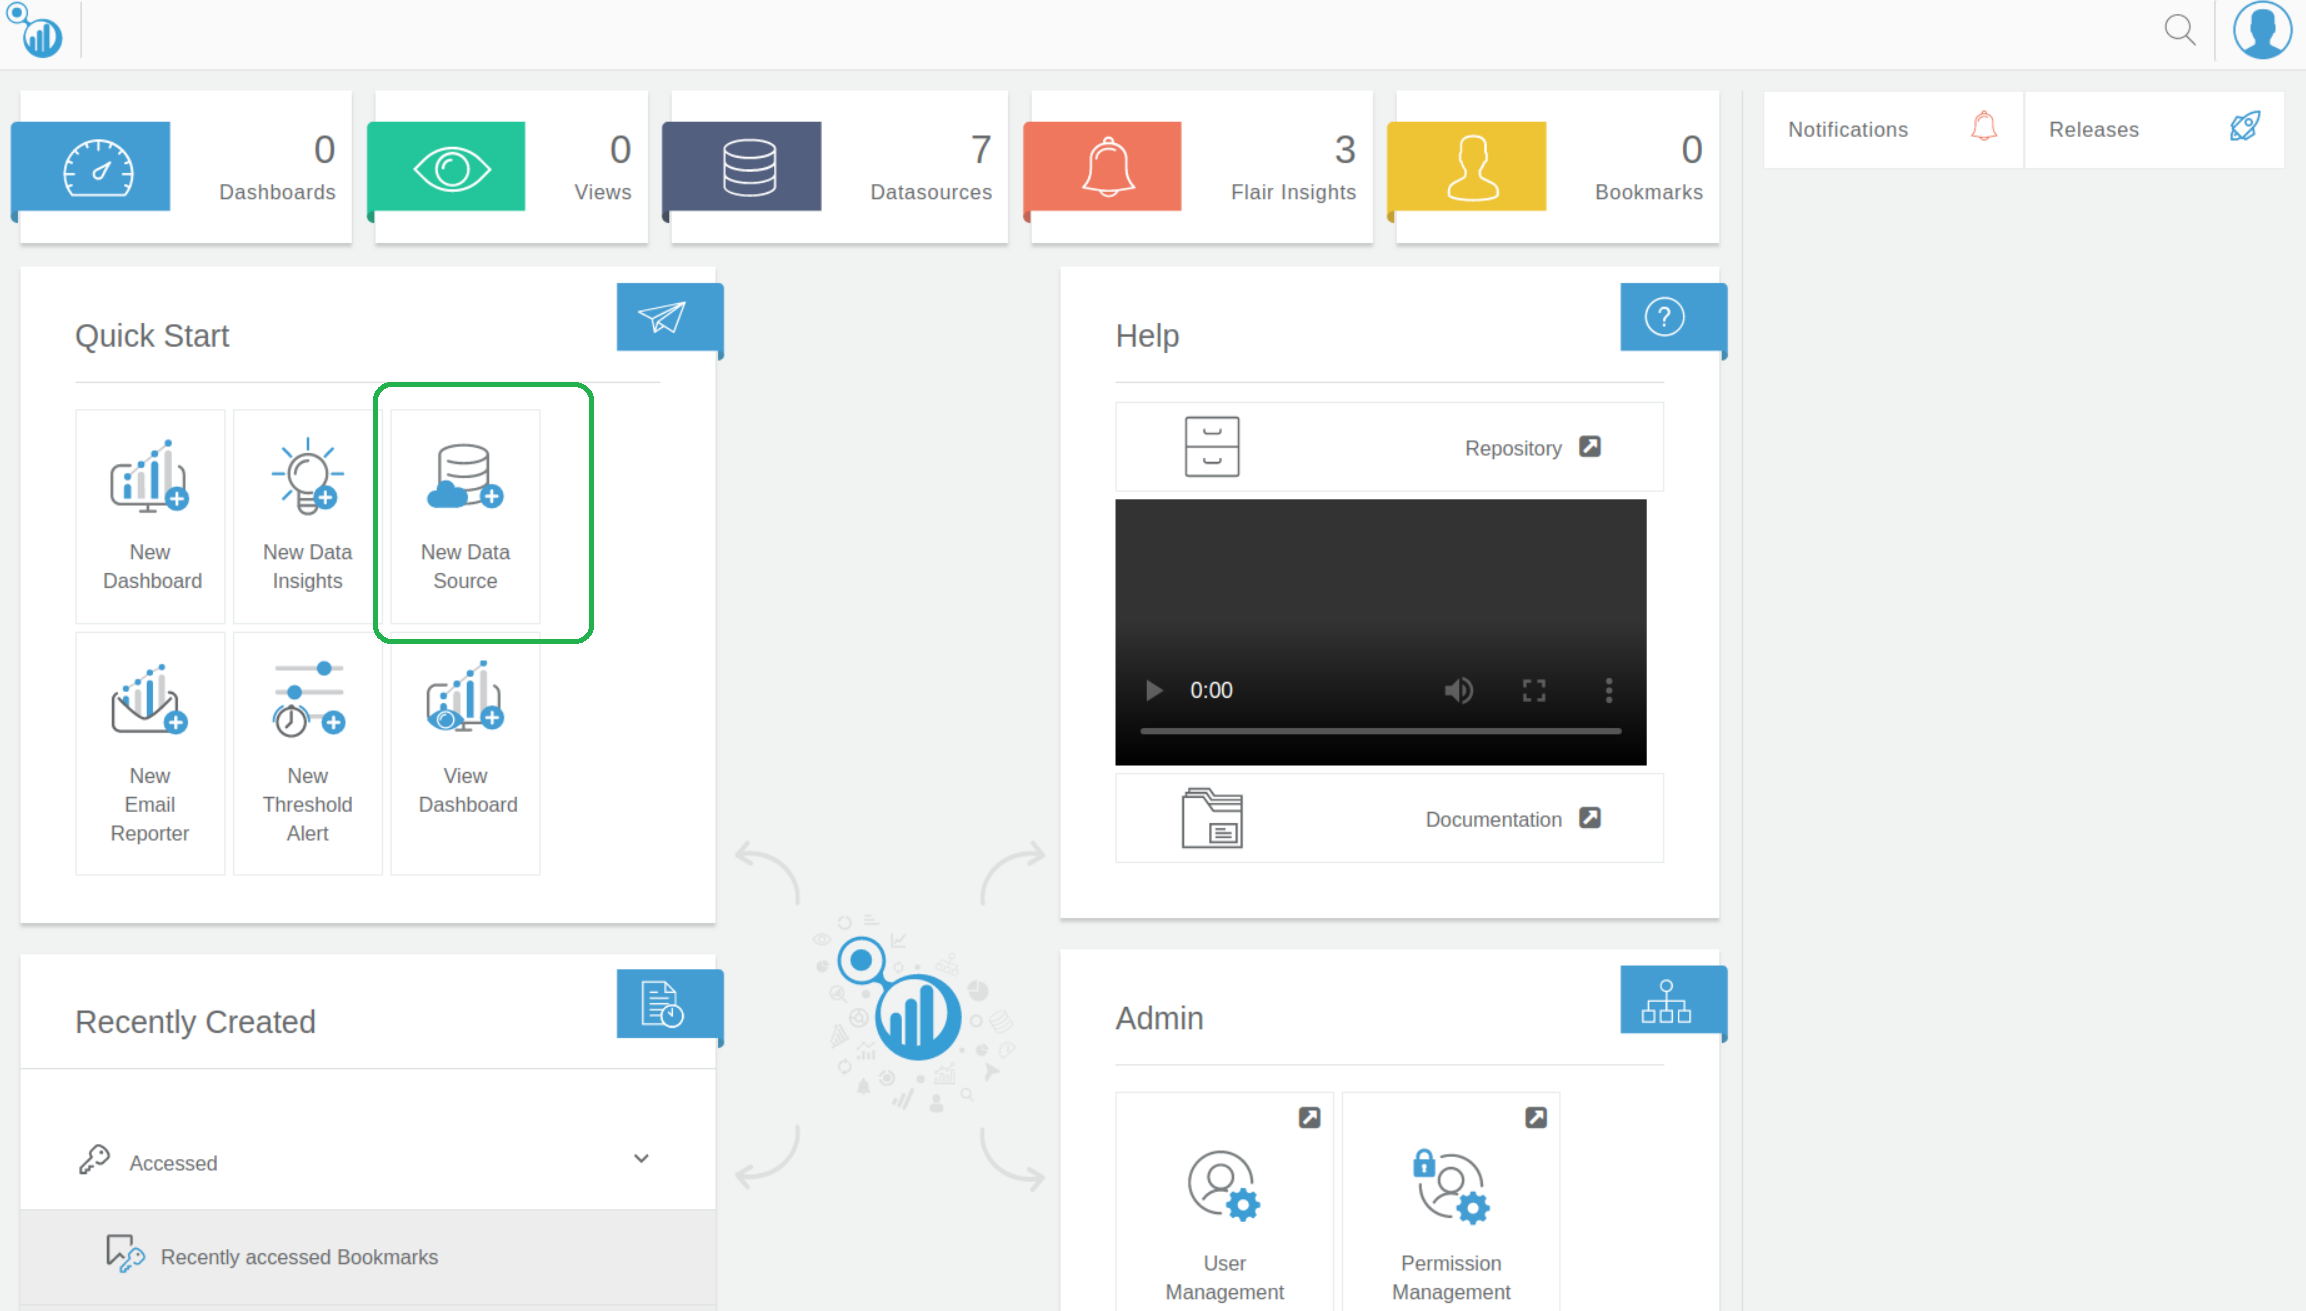 0
Dashboards
0
Views
7
Datasources
3
Flair Insights
0
Bookmarks
Notifications
Releases
Quick Start
New
Dashboard
New Data
Insights
New Data
Source
New
Email
Reporter
New
Threshold
Alert
View
Dashboard
Help
?
Repository
0:00
Documentation
Recently Created
Accessed
Recently accessed Bookmarks
Admin
User
Management
Permission
Management